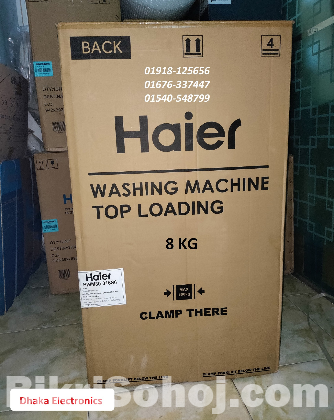 BACK
4
01918-125656
01676-337447
01540-548799
Haier
WASHING MACHINE
TOP LOADING
8 KG
CLAMP THERE
Haier
Dhaka Electronics
BikriSohoj.com